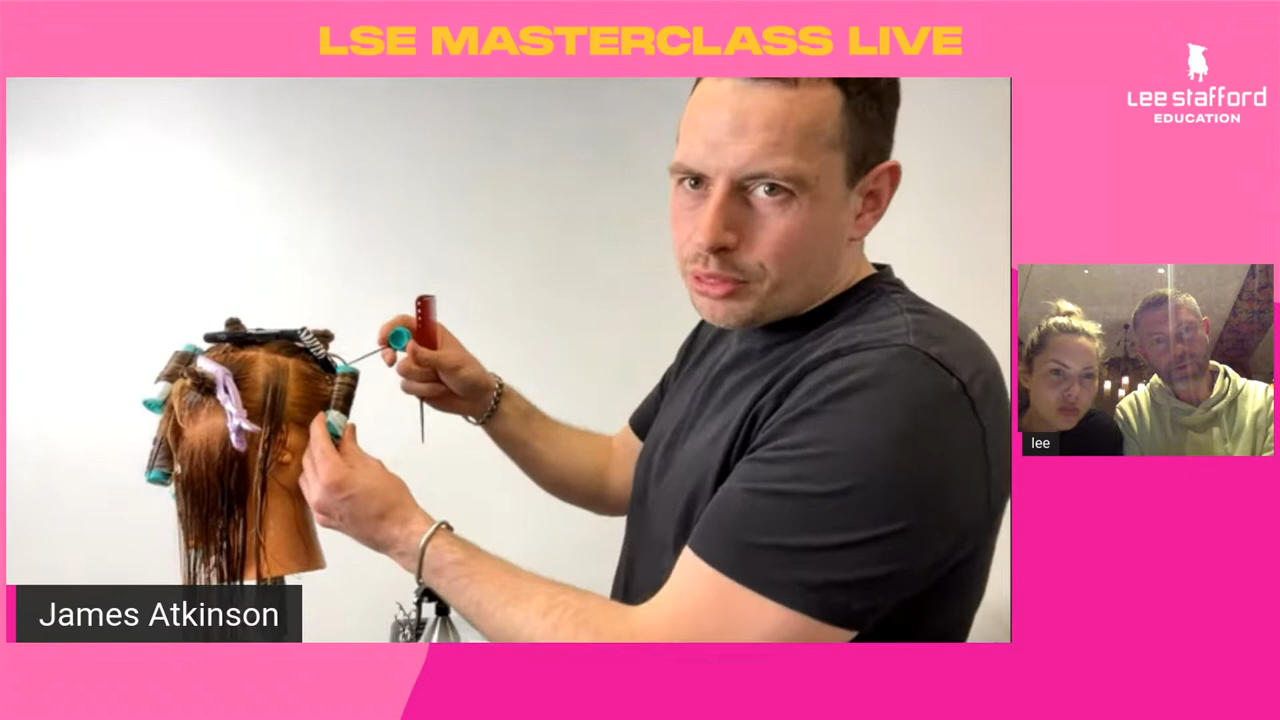 LSE MASTERCLASS LIVE
Lee stafford
EDUCATION
lee
James Atkinson